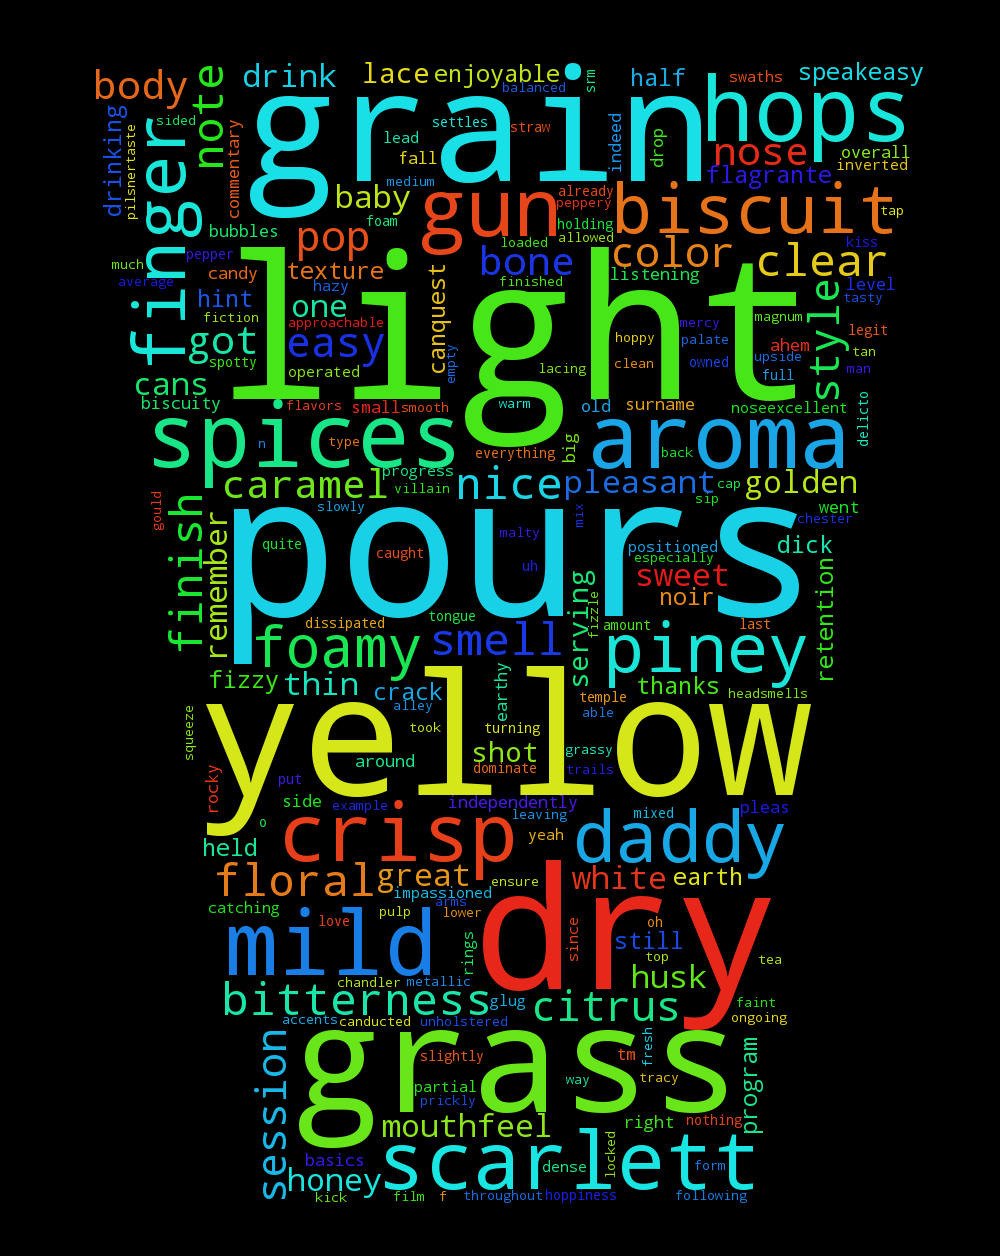 drink
lace
enjoyable
balanced
srm
half
swaths
speakeasy
body
note
grain
hops
drinking
sided
pilsnertaste
commentary
finger
lead
settles
straw
fall
medium
indeed
drop
nose
overall
inverted
flagrante
baby
foam
gun
already
peppery
holding
allowed
biscuit
tap
bubbles
pop
loaded
color
clear
kiss
much
pepper
average
candy
texture
hazy
bone
finished
listening
level
tasty
hint
fiction
one
approachable
canquest
light
hoppy
mercy
palate
magnum
style
legit
got
easy
spotty
operated
empty
lacing
clean
owned
ahem
upside
full
tan
man
cans
biscuity
flavors
small
smooth
warm
old
surname
noseexcellent
delicto
spices
n
type
everything
big
aroma
back
progress
caramel
villain
nice
pleasant
cap
golden
sip
went
gould
finish
slowly
pours
malty
mix
chester
remember
quite
caught
uh
positioned
especially
dick
sweet
noir
serving
fizzle
retention
dissipated
tongue
amount
last
foamy
smell
piney
fizzy
thin
crack
alley
earthy
temple
able
thanks
headsmells
squeeze
yellow
took
turning
shot
grassy
around
dominate
trails
rocky
put
side
example
independently
leaving
pleas
o
crisp
yeah
mixed
daddy
held
floral
great
ensure
white
earth
impassioned
arms
catching
love
pulp
lower
dry
since
oh
still
top
tea
mild
rings
chandler
metallic
husk
bitterness
glug
citrus
faint
ongoing
accents
canducted
unholstered
session
grass
slightly
tm
fresh
tracy
program
partial
prickly
way
mouthfeel
right
nothing
basics
honey
scarlett
dense
locked
form
kick
film
f
throughout
hoppiness
following